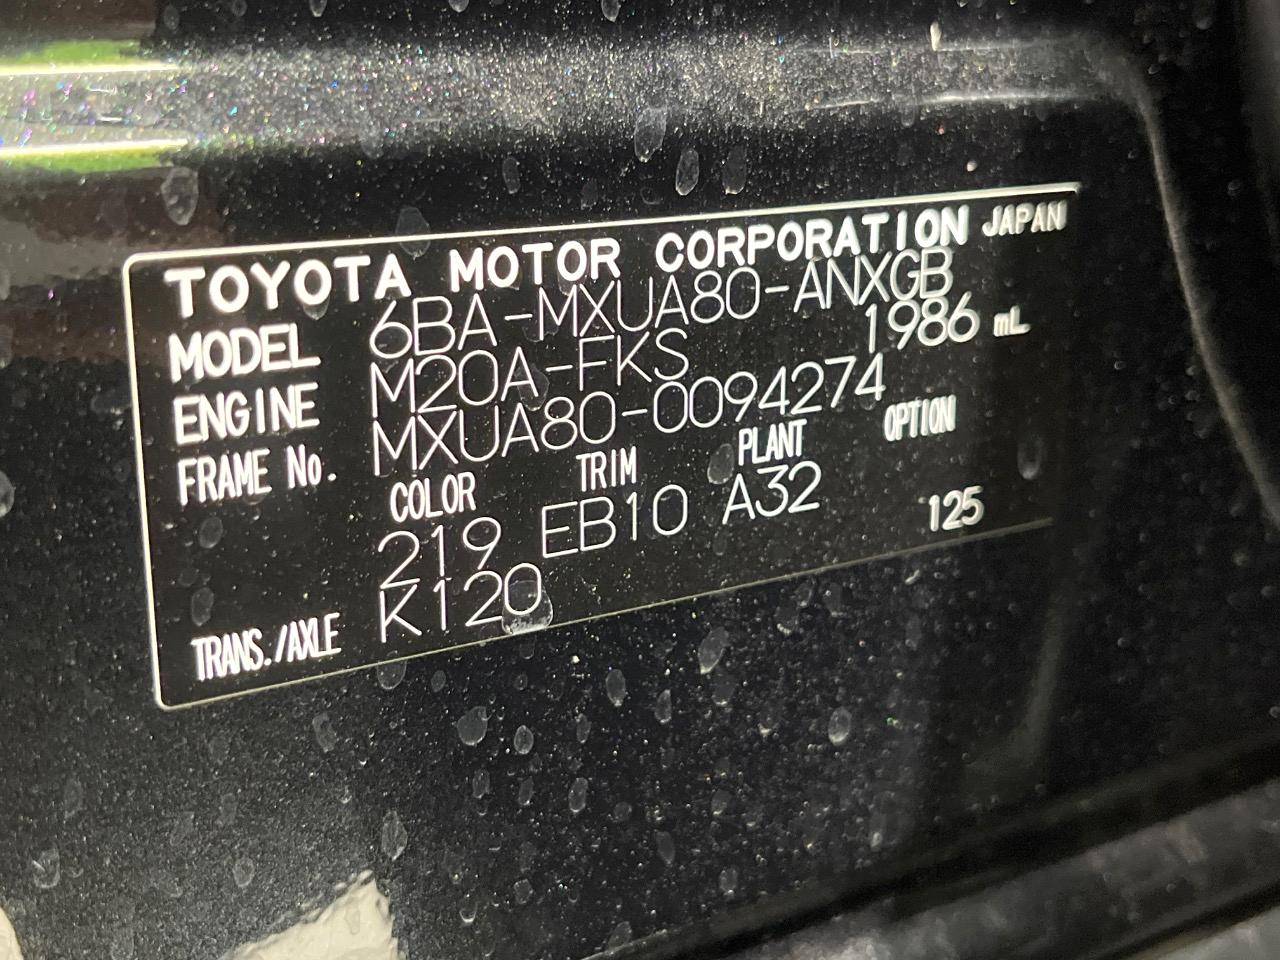 TOYOTA MOTOR CORPORATION JAPAN
MODEL 6BA-MXUA80-ANXGB
ENGINE M20A-FKS 1986 mL
FRAME No. MXUA80-0094274
COLOR TRIM PLANT OPTION
219 EB10 A32 125
TRANS./AXLE K120